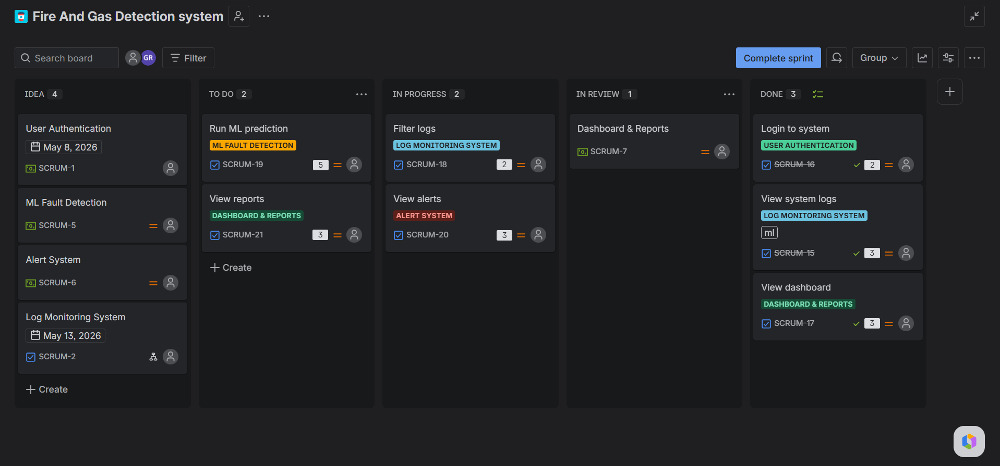 Fire And Gas Detection system
Search board
GR
Filter
Complete sprint
Group
IDEA 4
User Authentication
May 8, 2026
SCRUM-1
ML Fault Detection
SCRUM-5
Alert System
SCRUM-6
Log Monitoring System
May 13, 2026
SCRUM-2
Create
TO DO 2
Run ML prediction
ML FAULT DETECTION
SCRUM-19 5
View reports
DASHBOARD & REPORTS
SCRUM-21 3
Create
IN PROGRESS 2
Filter logs
LOG MONITORING SYSTEM
SCRUM-18 2
View alerts
ALERT SYSTEM
SCRUM-20 3
IN REVIEW 1
Dashboard & Reports
SCRUM-7
DONE 3
Login to system
USER AUTHENTICATION
SCRUM-16 2
View system logs
LOG MONITORING SYSTEM
ml
SCRUM-15 3
View dashboard
DASHBOARD & REPORTS
SCRUM-17 3